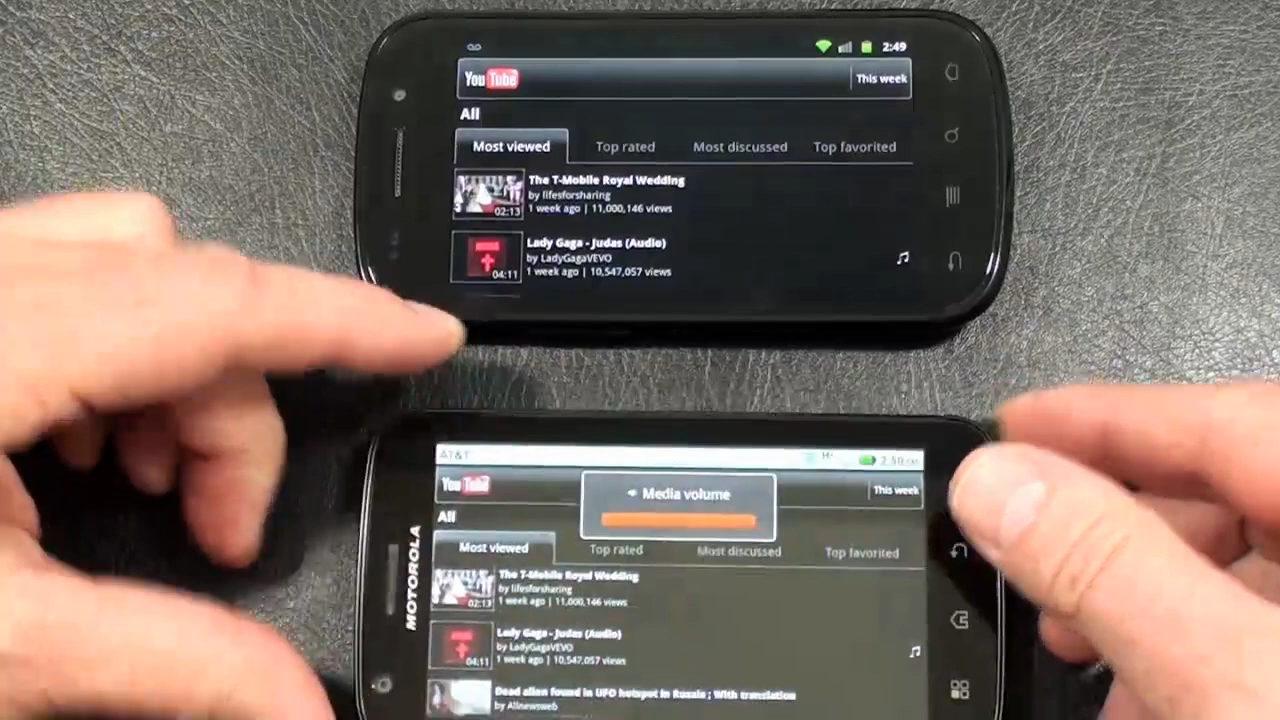 2:49
YouTube
This week
All
Most viewed Top rated Most discussed Top favorited
The T-Mobile Royal Wedding
by lifesforsharing
1 week ago | 11,000,146 views
02:13
Lady Gaga - Judas (Audio)
by LadyGagaVEVO
1 week ago | 10,547,057 views
04:11
MOTOROLA
AT&T
H+
2:50
YouTube
Media volume
This week
All
Most viewed Top rated Most discussed Top favorited
The T-Mobile Royal Wedding
by lifesforsharing
1 week ago | 11,000,146 views
02:13
Lady Gaga - Judas (Audio)
by LadyGagaVEVO
1 week ago | 10,547,057 views
04:11
Dead alien found in UFO hotspot in Russia ; With translation
by Allnewsweb